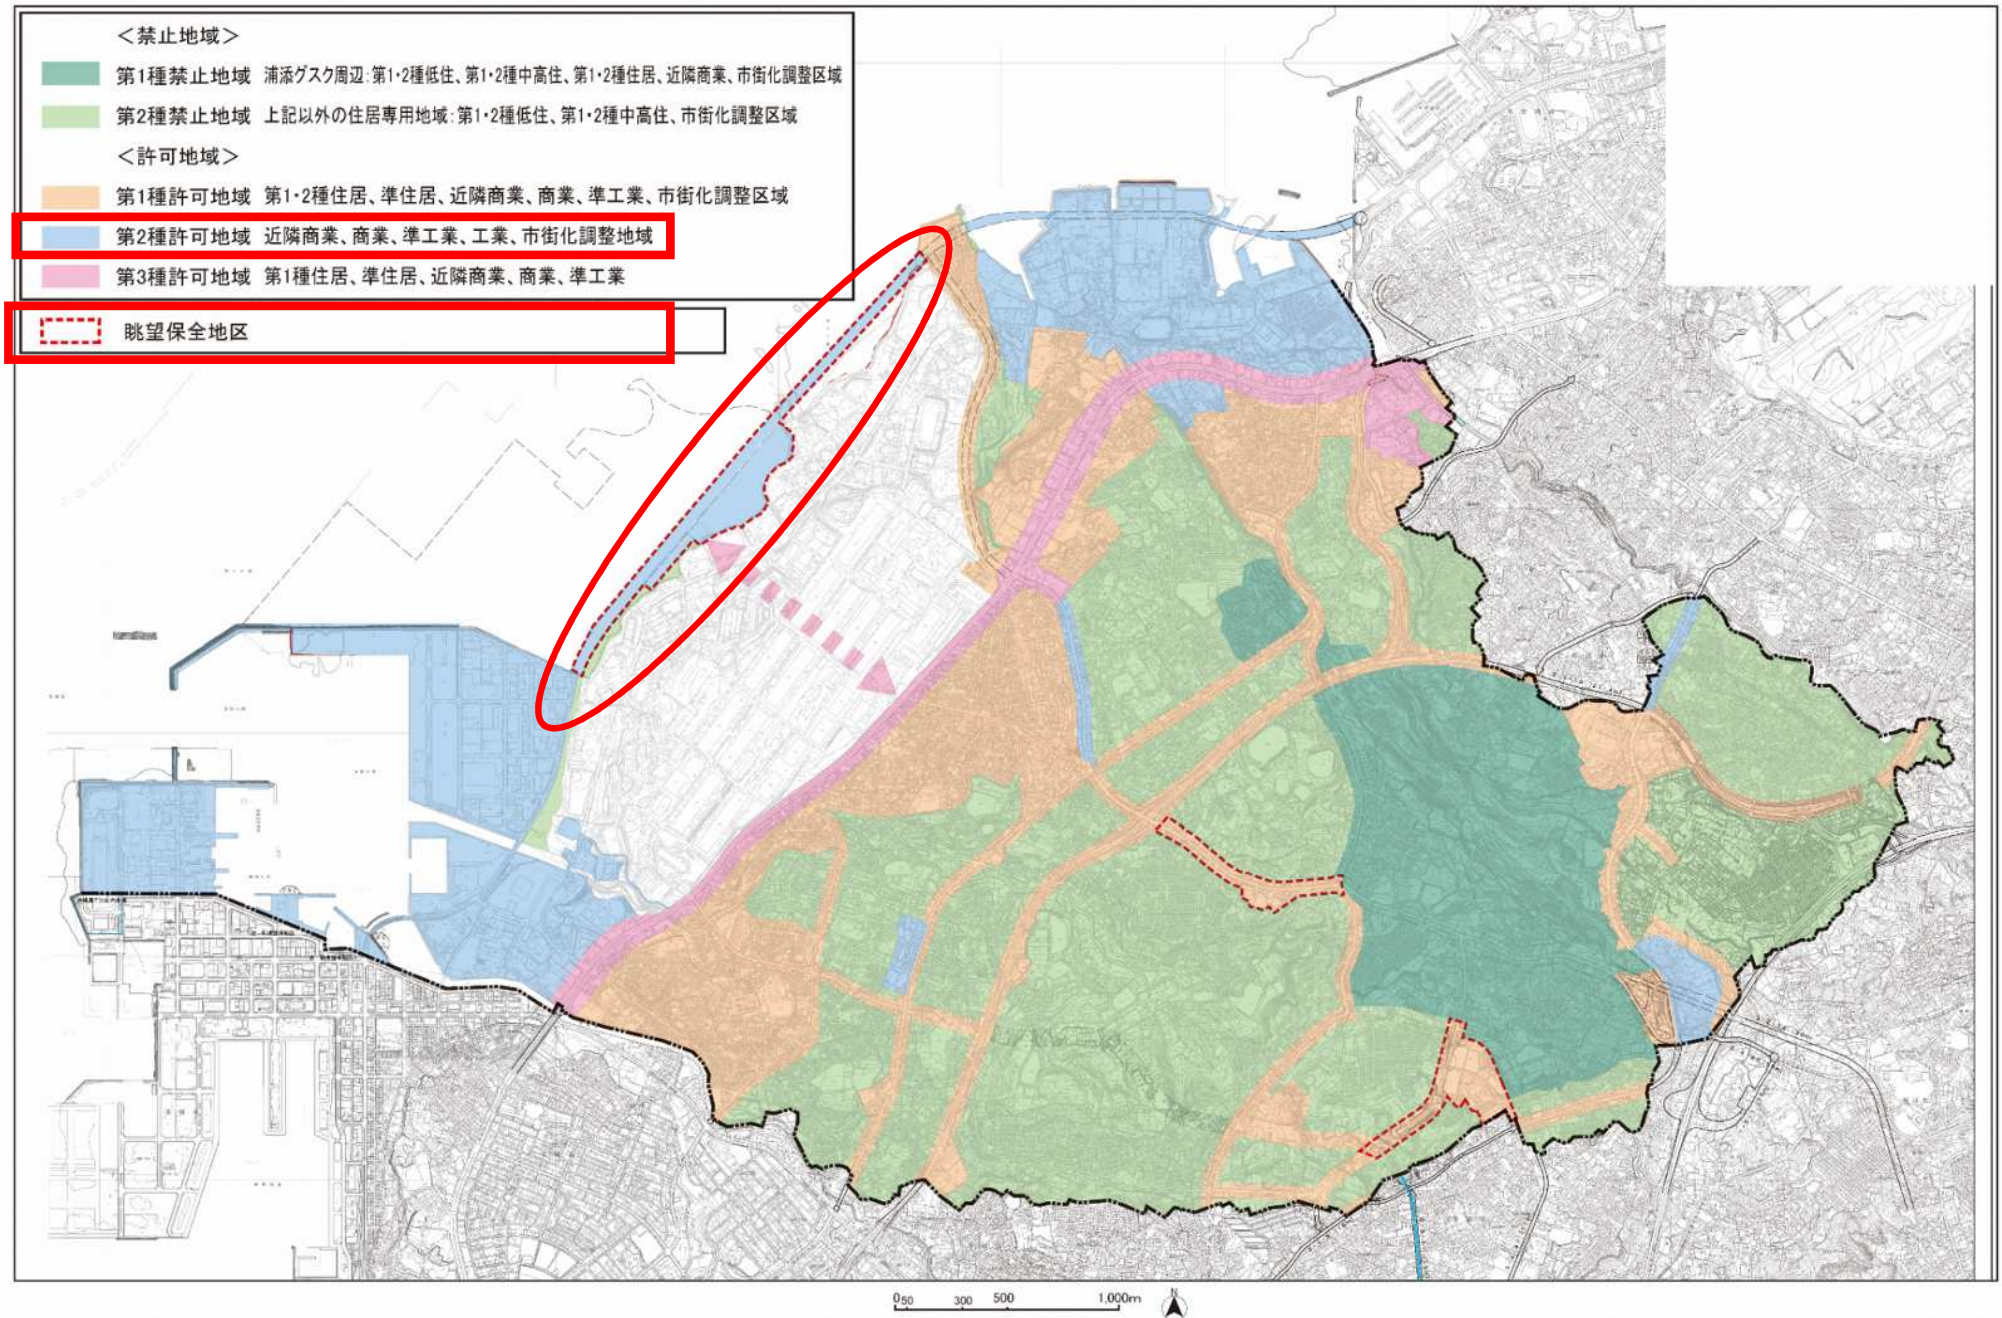 ＜禁止地域＞
第1種禁止地域 浦添グスク周辺:第1・2種低住、第1・2種中高住、第1・2種住居、近隣商業、市街化調整区域
第2種禁止地域 上記以外の住居専用地域:第1・2種低住、第1・2種中高住、市街化調整区域
＜許可地域＞
第1種許可地域 第1・2種住居、準住居、近隣商業、商業、準工業、市街化調整区域
第2種許可地域 近隣商業、商業、準工業、工業、市街化調整地域
第3種許可地域 第1種住居、準住居、近隣商業、商業、準工業
眺望保全地区
0 50 300 500 1,000m
N